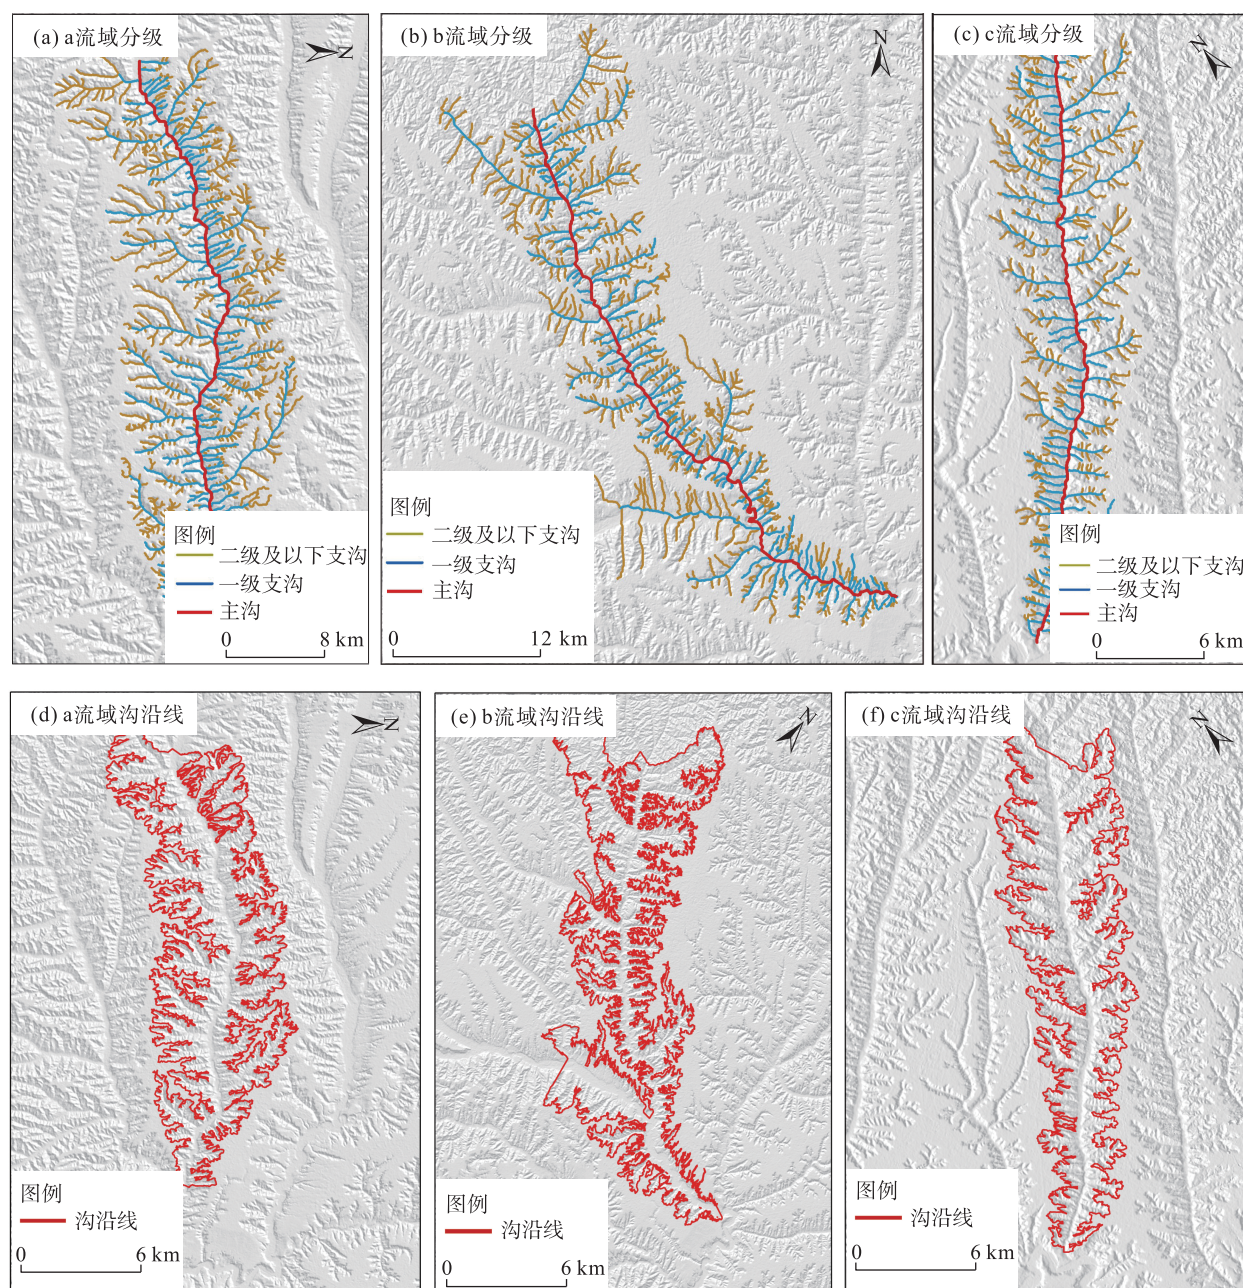 (a) a流域分级
N
图例
二级及以下支沟
一级支沟
主沟
0 8 km
(b) b流域分级
N
图例
二级及以下支沟
一级支沟
主沟
0 12 km
(c) c流域分级
N
图例
二级及以下支沟
一级支沟
主沟
0 6 km
(d) a流域沟沿线
N
图例
沟沿线
0 6 km
(e) b流域沟沿线
N
图例
沟沿线
0 6 km
(f) c流域沟沿线
N
图例
沟沿线
0 6 km